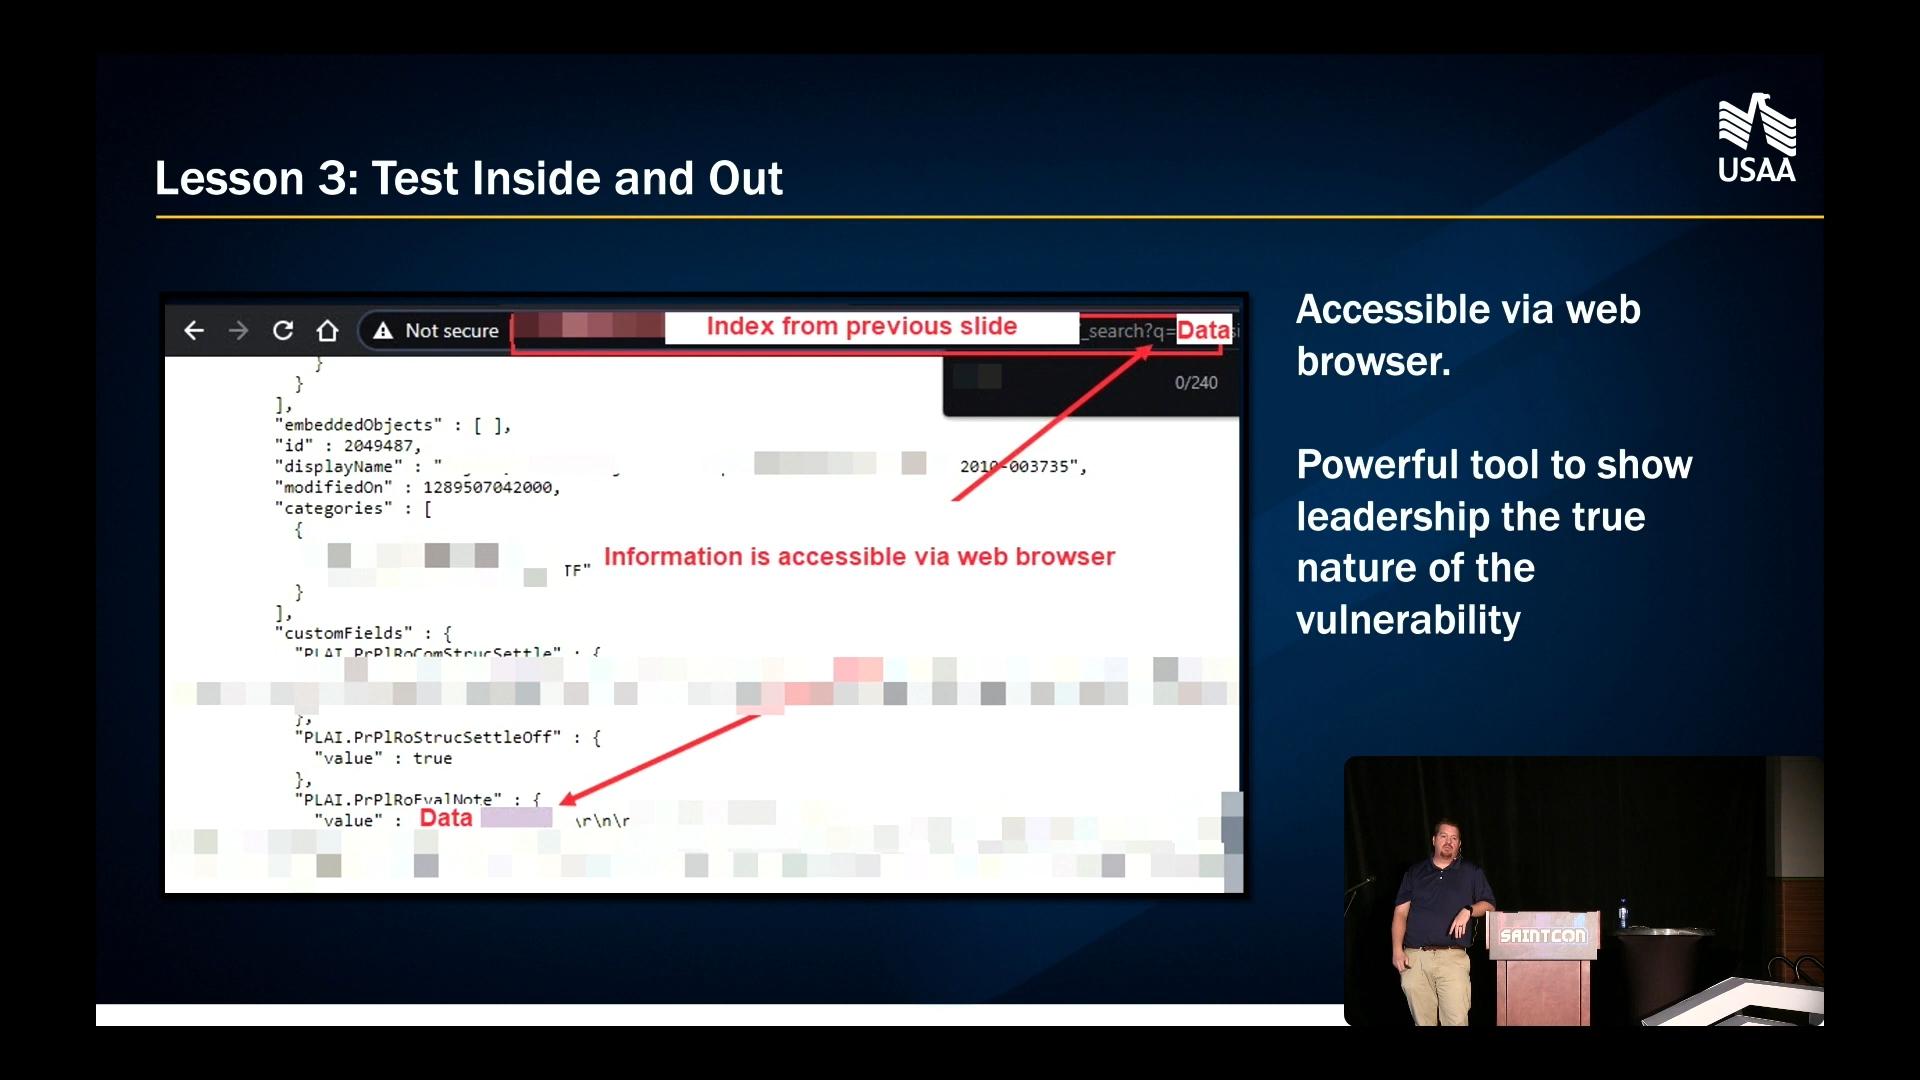 USAA
Lesson 3: Test Inside and Out
Not secure
Index from previous slide
_search?q=
Data
0/240
}
}
],
"embeddedObjects" : [ ],
"id" : 2049487,
"displayName" : "
2010-003735",
"modifiedOn" : 1289507042000,
"categories" : [
{
TF"
Information is accessible via web browser
}
],
"customFields" : {
"PLAI.PrPlRoComStrucSettle" : {
},
"PLAI.PrPlRoStrucSettleOff" : {
"value" : true
},
"PLAI.PrPlRoEvalNote" : {
"value" : Data \r\n\r
Accessible via web
browser.
Powerful tool to show
leadership the true
nature of the
vulnerability
SAINTCON